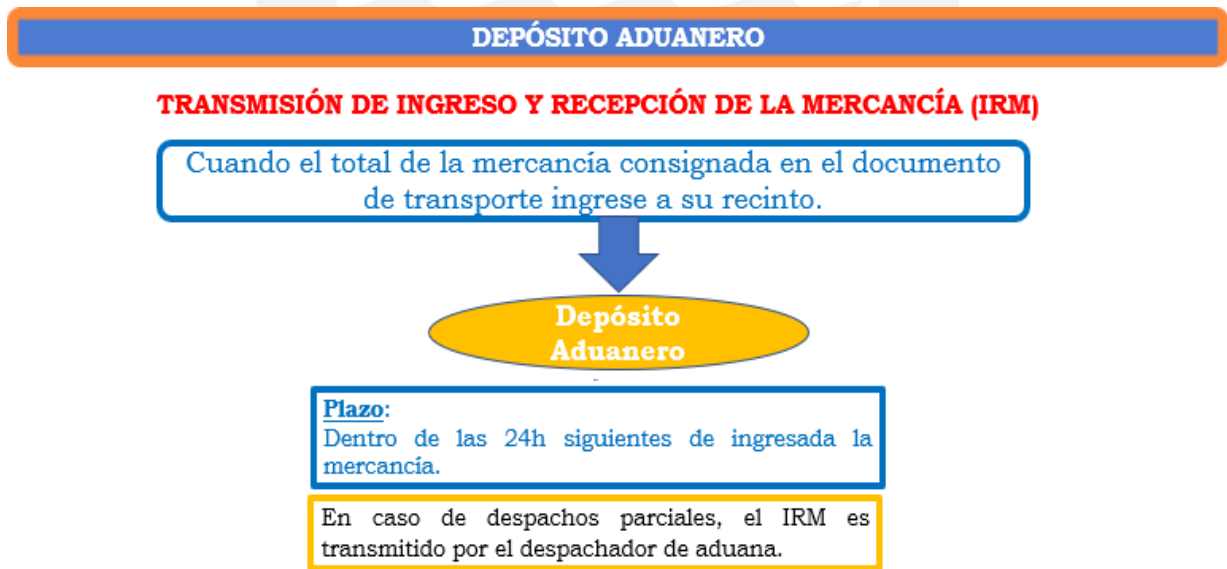 DEPÓSITO ADUANERO
TRANSMISIÓN DE INGRESO Y RECEPCIÓN DE LA MERCANCÍA (IRM)
Cuando el total de la mercancía consignada en el documento
de transporte ingrese a su recinto.
Depósito
Aduanero
Plazo:
Dentro de las 24h siguientes de ingresada la
mercancía.
En caso de despachos parciales, el IRM es
transmitido por el despachador de aduana.